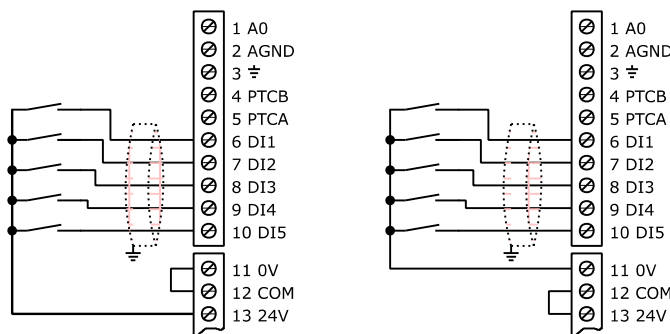 1 A0
2 AGND
3
4 PTCB
5 PTCA
6 DI1
7 DI2
8 DI3
9 DI4
10 DI5
11 0V
12 COM
13 24V
1 A0
2 AGND
3
4 PTCB
5 PTCA
6 DI1
7 DI2
8 DI3
9 DI4
10 DI5
11 0V
12 COM
13 24V